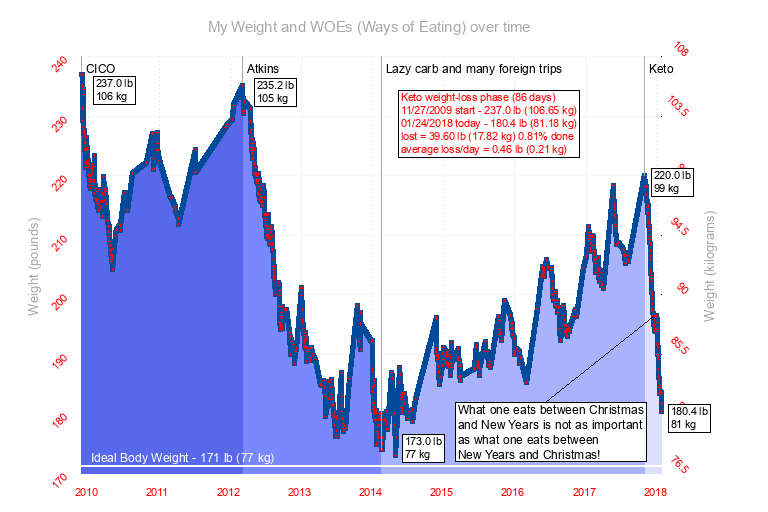 My Weight and WOEs (Ways of Eating) over time
CICO
Atkins
Lazy carb and many foreign trips
Keto
237.0 lb
106 kg
235.2 lb
105 kg
Keto weight-loss phase (86 days)
11/27/2009 start - 237.0 lb (106.65 kg)
01/24/2018 today - 180.4 lb (81.18 kg)
lost = 39.60 lb (17.82 kg) 0.81% done
average loss/day = 0.46 lb (0.21 kg)
220.0 lb
99 kg
180.4 lb
81 kg
173.0 lb
77 kg
What one eats between Christmas
and New Years is not as important
as what one eats between
New Years and Christmas!
Ideal Body Weight - 171 lb (77 kg)
Weight (pounds)
240
230
220
210
200
190
180
170
Weight (kilograms)
108
103.5
94.5
90
85.5
76.5
2010
2011
2012
2013
2014
2015
2016
2017
2018